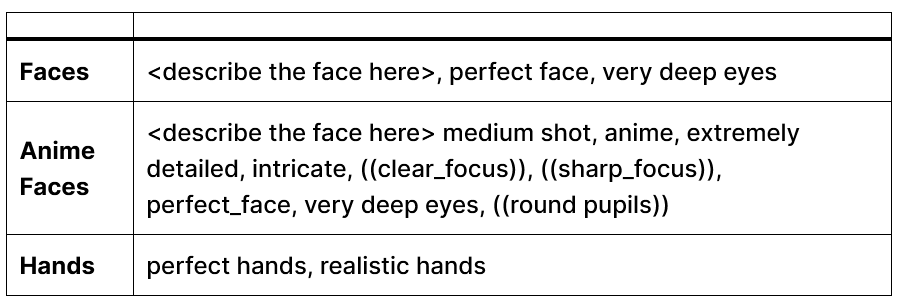 Faces
<describe the face here>, perfect face, very deep eyes
Anime
Faces
<describe the face here> medium shot, anime, extremely
detailed, intricate, ((clear_focus)), ((sharp_focus)),
perfect_face, very deep eyes, ((round pupils))
Hands
perfect hands, realistic hands